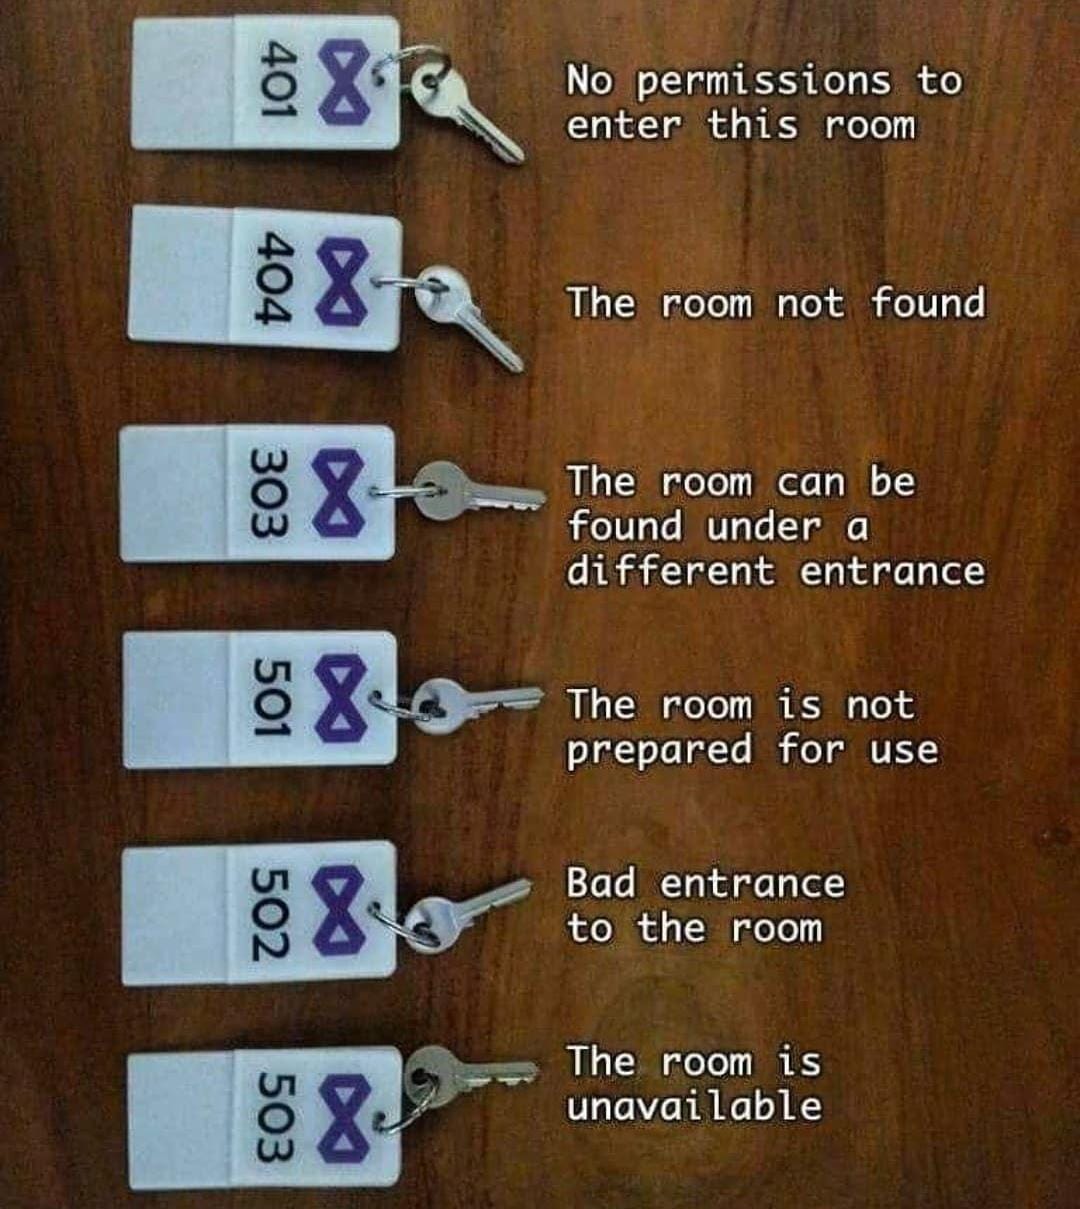 401
No permissions to
enter this room
404
The room not found
303
The room can be
found under a
different entrance
501
The room is not
prepared for use
502
Bad entrance
to the room
503
The room is
unavailable